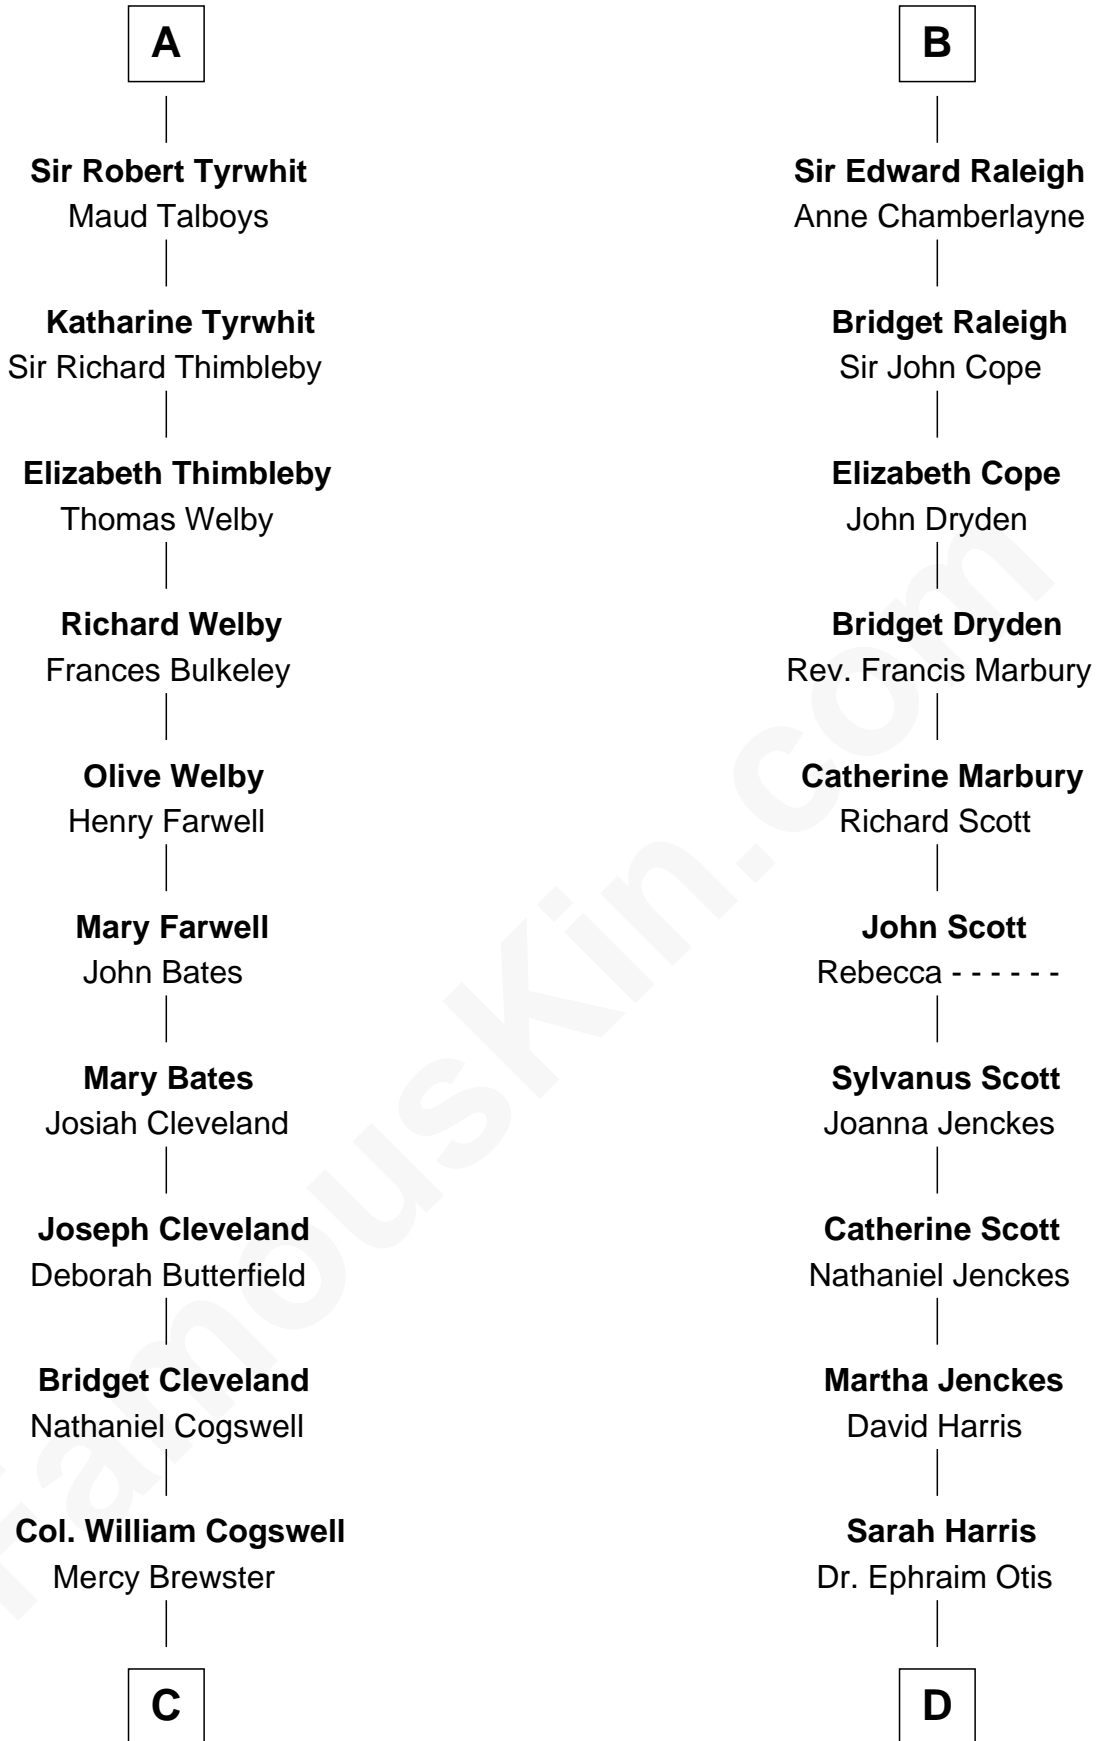 A
Sir Robert Tyrwhit
Maud Talboys
Katharine Tyrwhit
Sir Richard Thimbleby
Elizabeth Thimbleby
Thomas Welby
Richard Welby
Frances Bulkeley
Olive Welby
Henry Farwell
Mary Farwell
John Bates
Mary Bates
Josiah Cleveland
Joseph Cleveland
Deborah Butterfield
Bridget Cleveland
Nathaniel Cogswell
Col. William Cogswell
Mercy Brewster
C
B
Sir Edward Raleigh
Anne Chamberlayne
Bridget Raleigh
Sir John Cope
Elizabeth Cope
John Dryden
Bridget Dryden
Rev. Francis Marbury
Catherine Marbury
Richard Scott
John Scott
Rebecca - - - - - -
Sylvanus Scott
Joanna Jenckes
Catherine Scott
Nathaniel Jenckes
Martha Jenckes
David Harris
Sarah Harris
Dr. Ephraim Otis
D
FamousKin.com